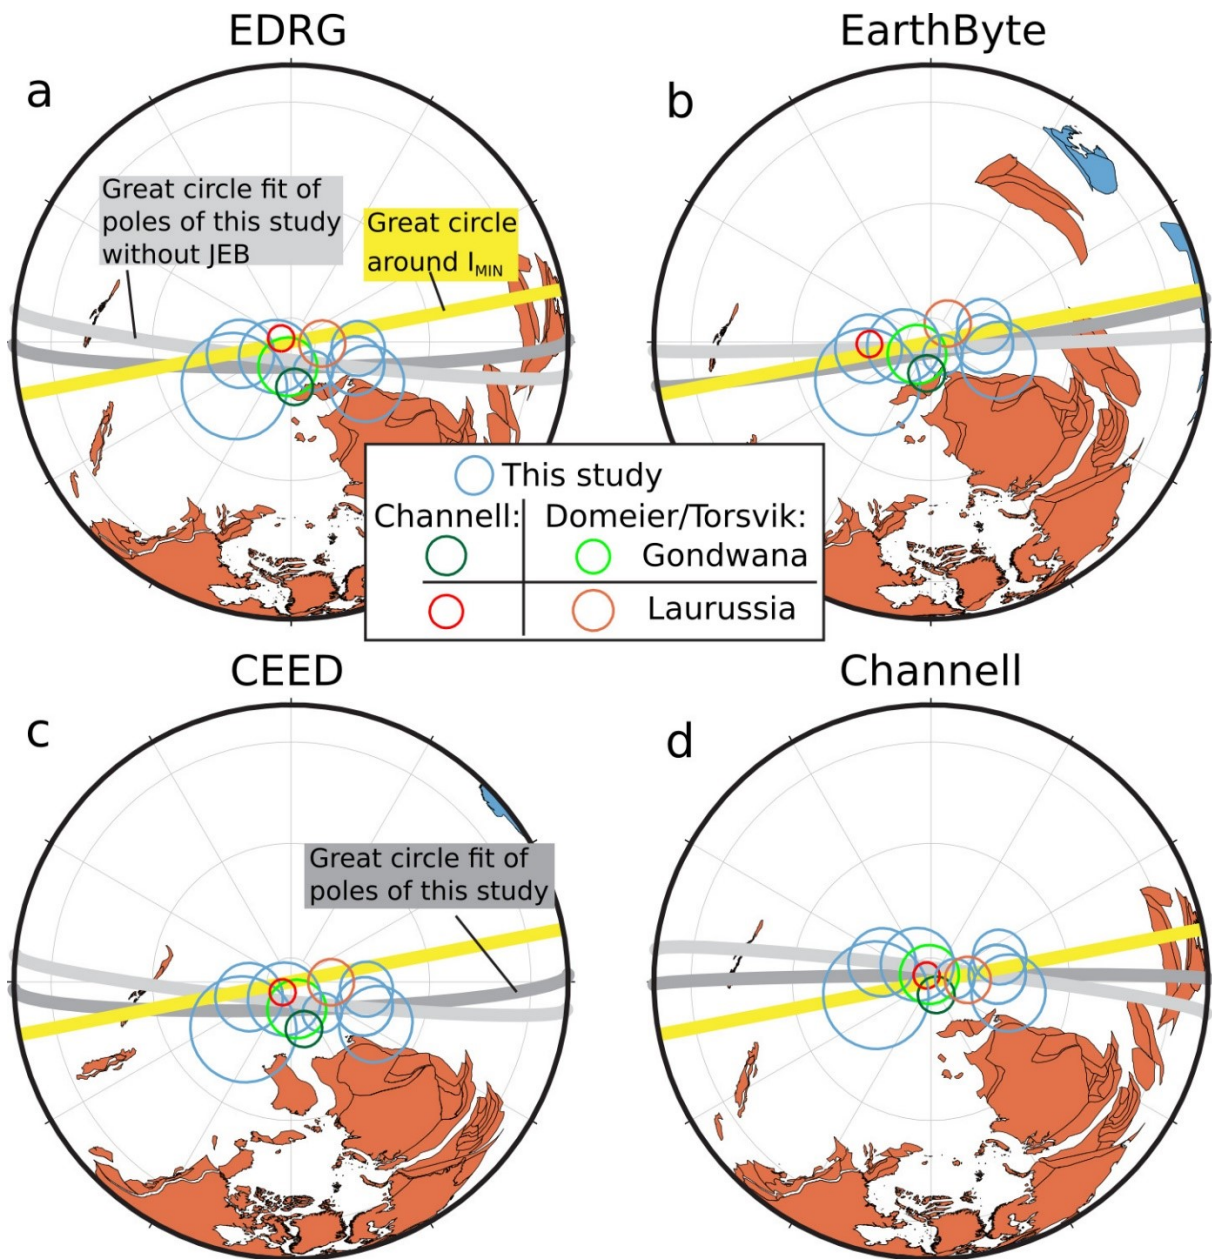 EDRG
EarthByte
a
b
Great circle fit of
poles of this study
without JEB
Great circle
around IMIN
This study
Channell:
Domeier/Torsvik:
Gondwana
Laurussia
CEED
Channell
c
d
Great circle fit of
poles of this study